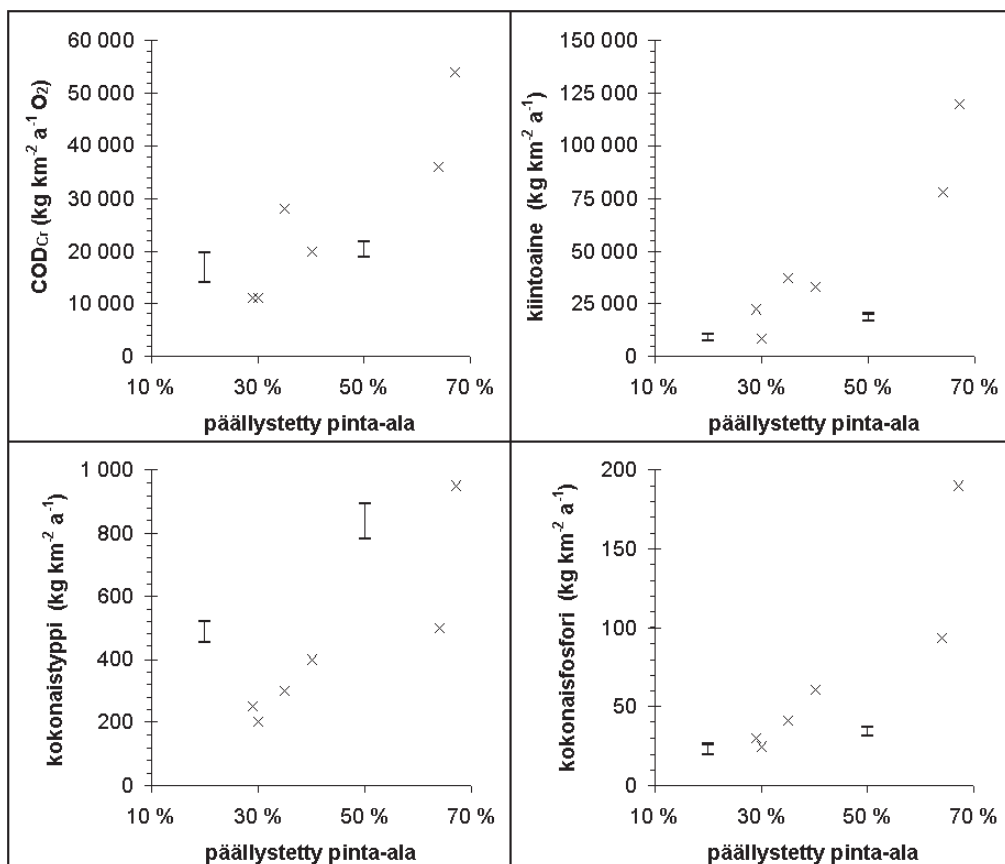 60 000
50 000
40 000
30 000
20 000
10 000
0
CODCr (kg km-2 a-1 O2)
10 % 30 % 50 % 70 %
päällystetty pinta-ala
150 000
125 000
100 000
75 000
50 000
25 000
0
kiintoaine (kg km-2 a-1)
10 % 30 % 50 % 70 %
päällystetty pinta-ala
1 000
800
600
400
200
0
kokonaistyppi (kg km-2 a-1)
10 % 30 % 50 % 70 %
päällystetty pinta-ala
200
150
100
50
0
kokonaisfosfori (kg km-2 a-1)
10 % 30 % 50 % 70 %
päällystetty pinta-ala